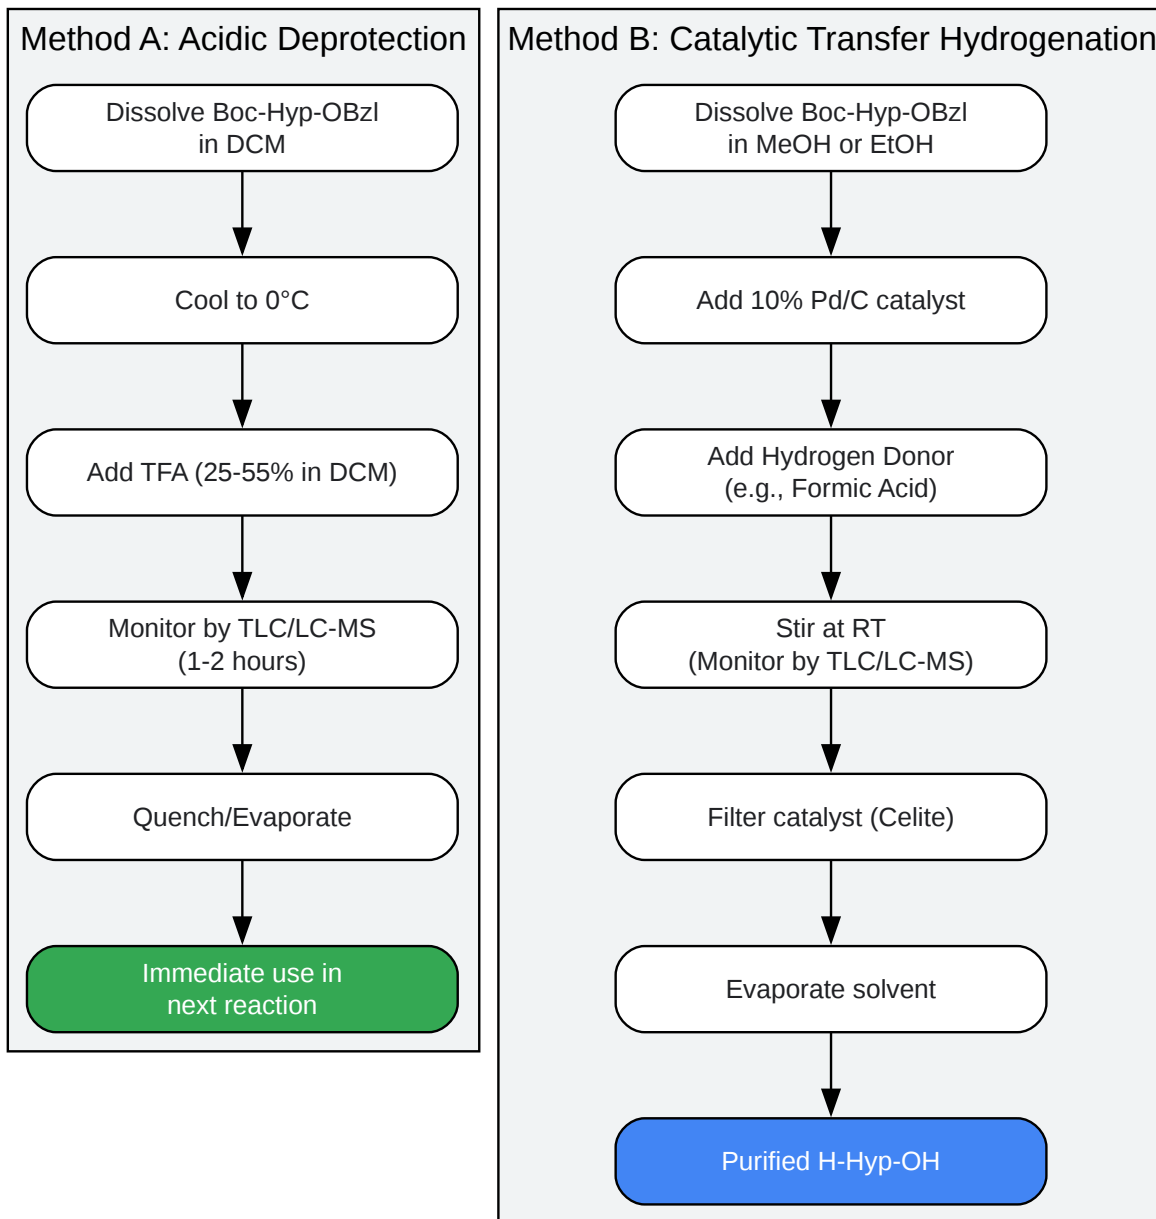 Method A: Acidic Deprotection
Dissolve Boc-Hyp-OBzl
in DCM
Cool to 0°C
Add TFA (25-55% in DCM)
Monitor by TLC/LC-MS
(1-2 hours)
Quench/Evaporate
Immediate use in
next reaction
Method B: Catalytic Transfer Hydrogenation
Dissolve Boc-Hyp-OBzl
in MeOH or EtOH
Add 10% Pd/C catalyst
Add Hydrogen Donor
(e.g., Formic Acid)
Stir at RT
(Monitor by TLC/LC-MS)
Filter catalyst (Celite)
Evaporate solvent
Purified H-Hyp-OH